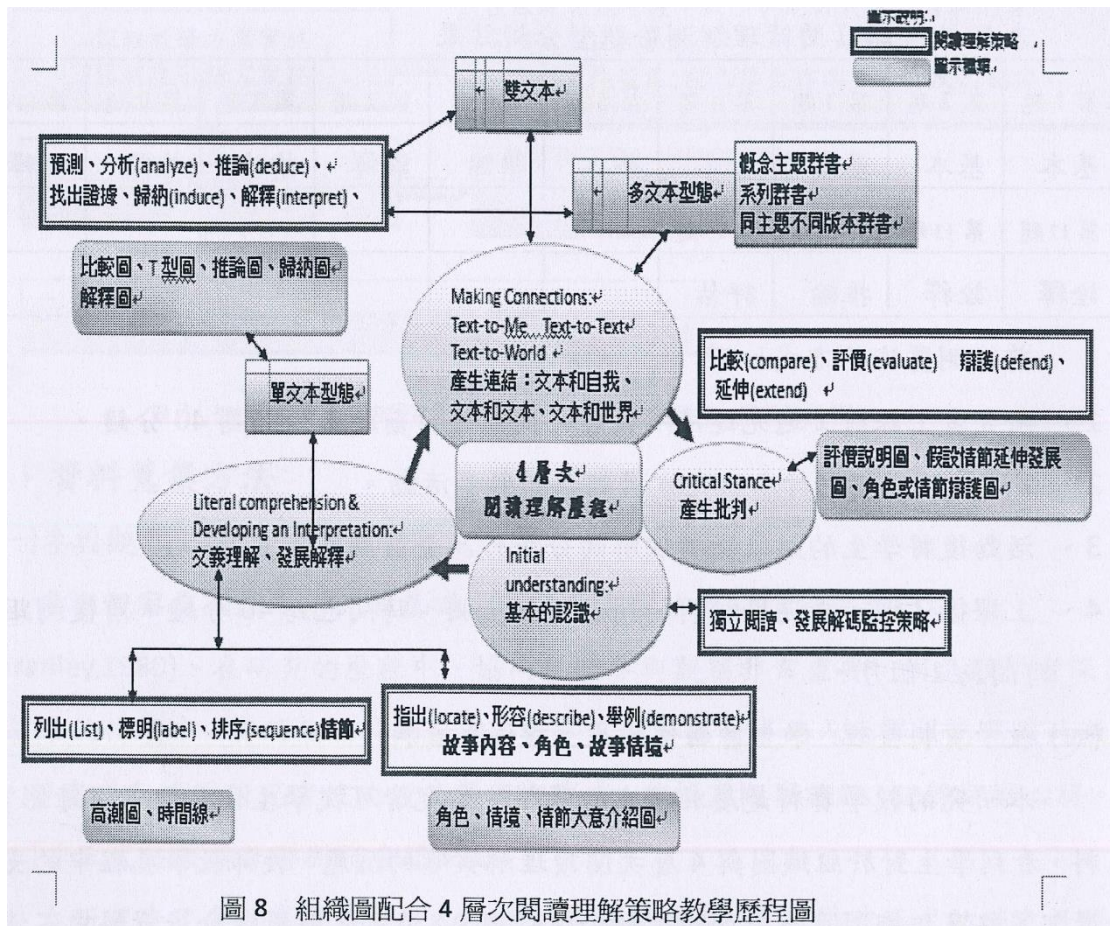 圖示說明:
閱讀理解策略
圖示選擇
雙文本
預測、分析(analyze)、推論(deduce)、
找出證據、歸納(induce)、解釋(interpret)、
多文本型態
概念主題群書
系列群書
同主題不同版本群書
比較圖、T型圖、推論圖、歸納圖
解釋圖
Making Connections:
Text-to-Me Text-to-Text
Text-to-World
產生連結：文本和自我、
文本和文本、文本和世界
單文本型態
比較(compare)、評價(evaluate) 辯護(defend)、
延伸(extend)
4層次
閱讀理解歷程
Critical Stance
產生批判
評價說明圖、假設情節延伸發展
圖、角色或情節辯護圖
Literal comprehension &
Developing an Interpretation:
文義理解、發展解釋
Initial
understanding:
基本的認識
獨立閱讀、發展解碼監控策略
列出(List)、標明(label)、排序(sequence)情節
指出(locate)、形容(describe)、舉例(demonstrate)
故事內容、角色、故事情境
高潮圖、時間線
角色、情境、情節大意介紹圖
圖 8 組織圖配合 4 層次閱讀理解策略教學歷程圖